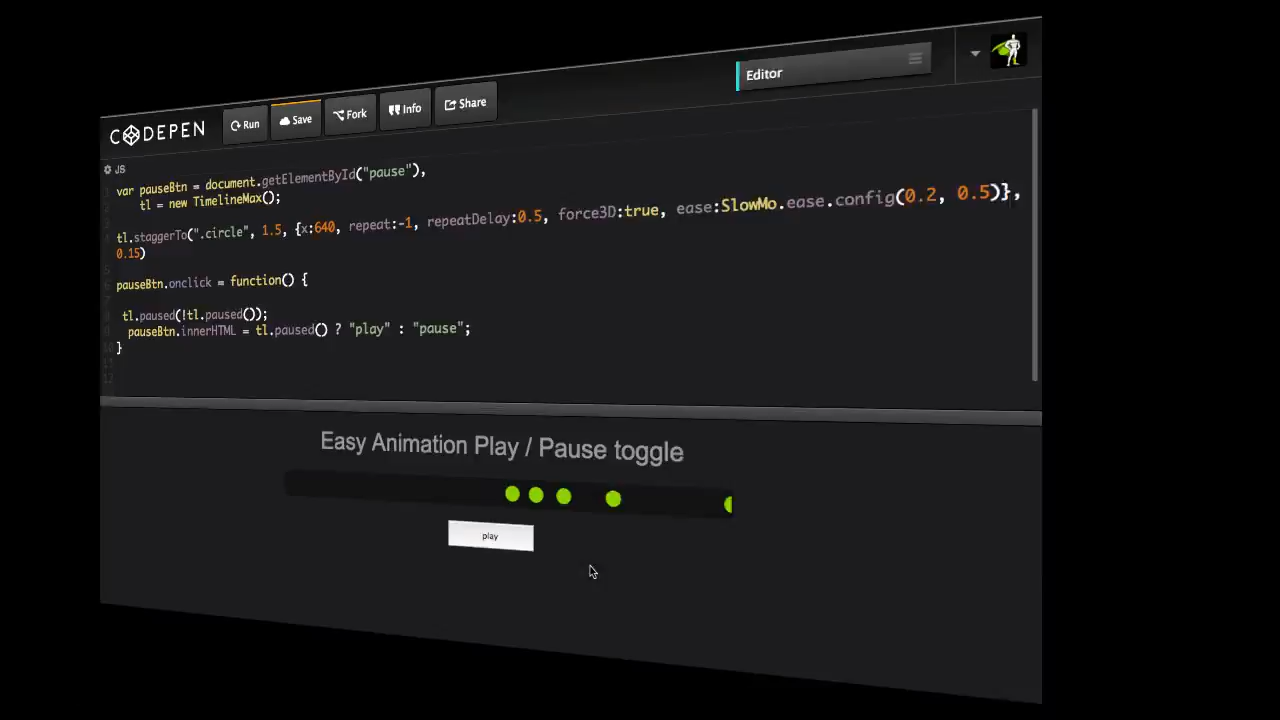 CODEPEN
Run
Save
Fork
Info
Share
Editor
JS
var pauseBtn = document.getElementById("pause"),
tl = new TimelineMax();
tl.staggerTo(".circle", 1.5, {x:640, repeat:-1, repeatDelay:0.5, force3D:true, ease:SlowMo.ease.config(0.2, 0.5)},
0.15)
pauseBtn.onclick = function() {
tl.paused(!tl.paused());
pauseBtn.innerHTML = tl.paused() ? "play" : "pause";
}
Easy Animation Play / Pause toggle
play